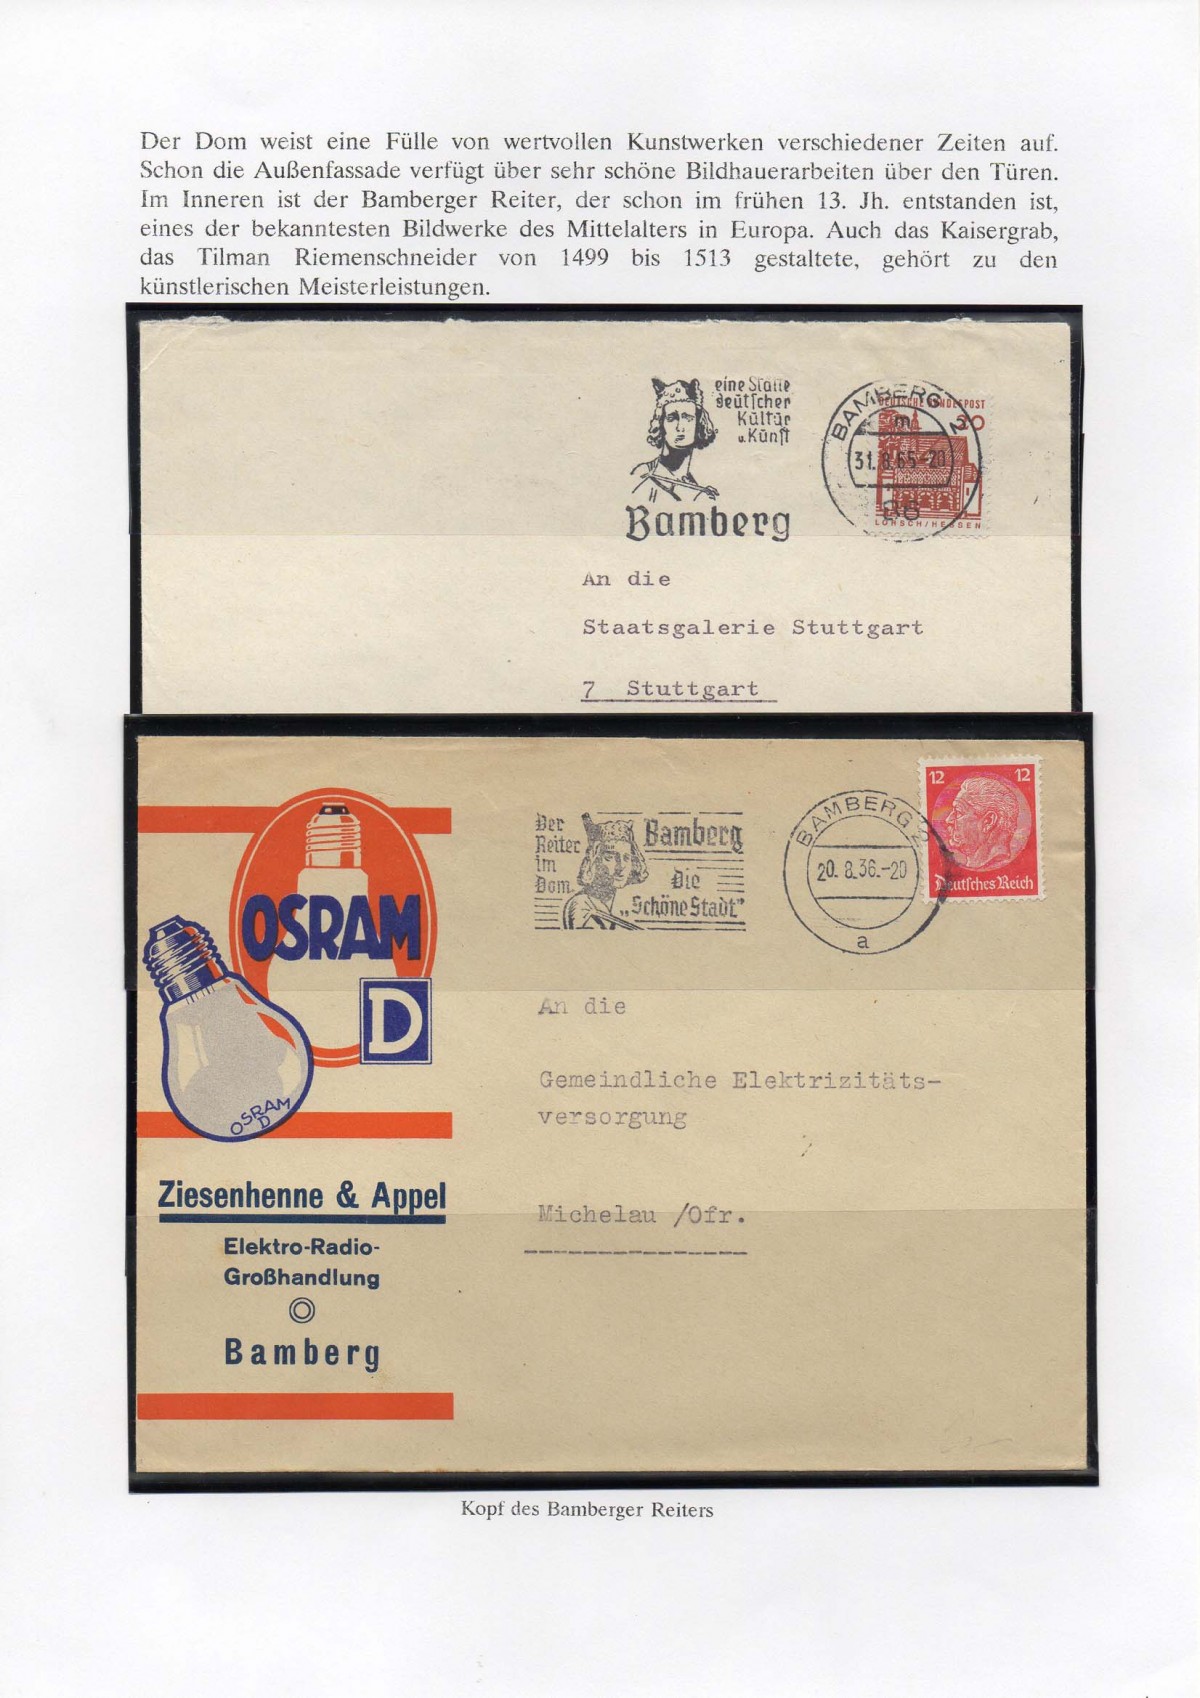 Der Dom weist eine Fülle von wertvollen Kunstwerken verschiedener Zeiten auf.
Schon die Außenfassade verfügt über sehr schöne Bildhauerarbeiten über den Türen.
Im Inneren ist der Bamberger Reiter, der schon im frühen 13. Jh. entstanden ist,
eines der bekanntesten Bildwerke des Mittelalters in Europa. Auch das Kaisergrab,
das Tilman Riemenschneider von 1499 bis 1513 gestaltete, gehört zu den
künstlerischen Meisterleistungen.
eine Stätte
deutscher
Kultur
u. Kunst
Bamberg
BAMBERG 2
m
31.8.65-20
86
DEUTSCHE BUNDESPOST
20
LORSCH/HESSEN
An die
Staatsgalerie Stuttgart
7 Stuttgart
Der
Reiter
im
Dom
Bamberg
Die
„Schöne Stadt"
BAMBERG 2
20.8.36.-20
a
12 12
Deutsches Reich
OSRAM
D
OSRAM
D
An die
Gemeindliche Elektrizitäts-
versorgung
Michelau /Ofr.
Ziesenhenne & Appel
Elektro-Radio-
Großhandlung
Bamberg
Kopf des Bamberger Reiters